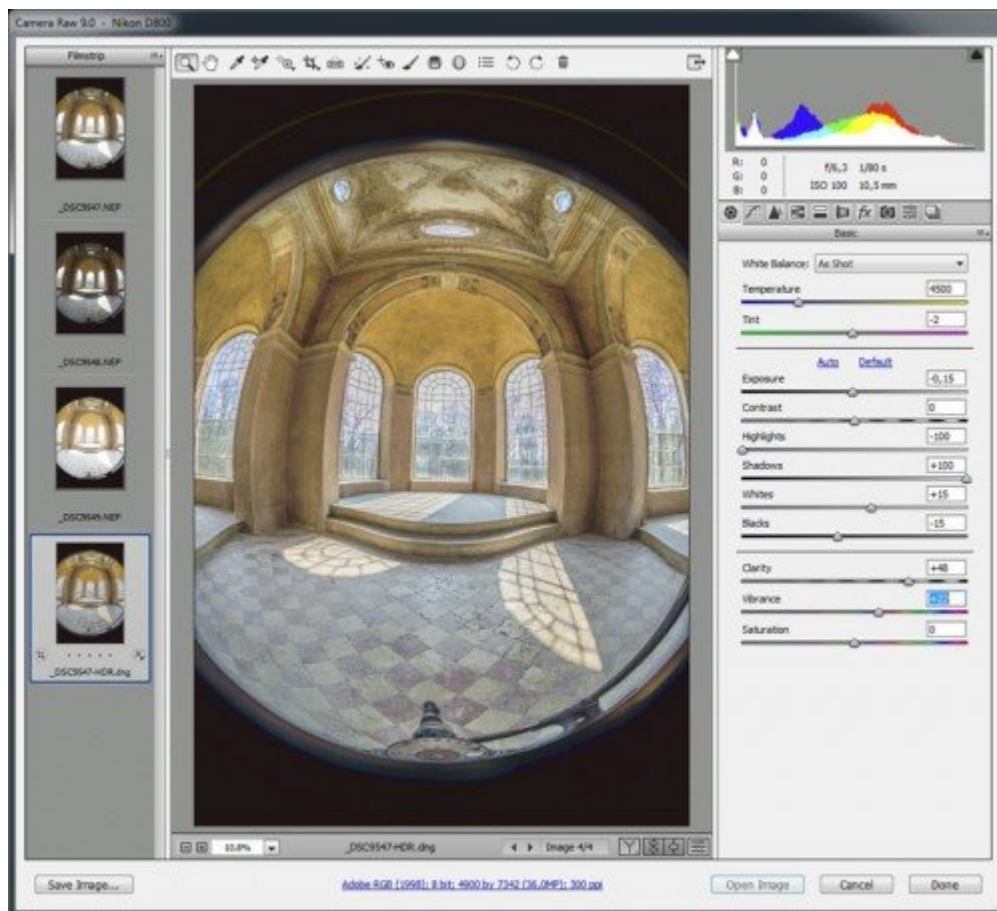 Camera Raw 9.0 - Nikon D800
Filmstrip
_DSC9547.NEF
_DSC9548.NEF
_DSC9549.NEF
_DSC9547-HDR.dng
R: 0
G: 0
B: 0
f/6,3 1/80 s
ISO 100 10,5 mm
fx
Basic
White Balance: As Shot
Temperature 4500
Tint -2
Auto Default
Exposure -0,15
Contrast 0
Highlights -100
Shadows +100
Whites +15
Blacks -15
Clarity +48
Vibrance +22
Saturation 0
10.8% _DSC9547-HDR.dng Image 4/4 Y
Save Image... Adobe RGB (1998); 8 bit; 4900 by 7342 (36.0MP); 300 ppi Open Image Cancel Done